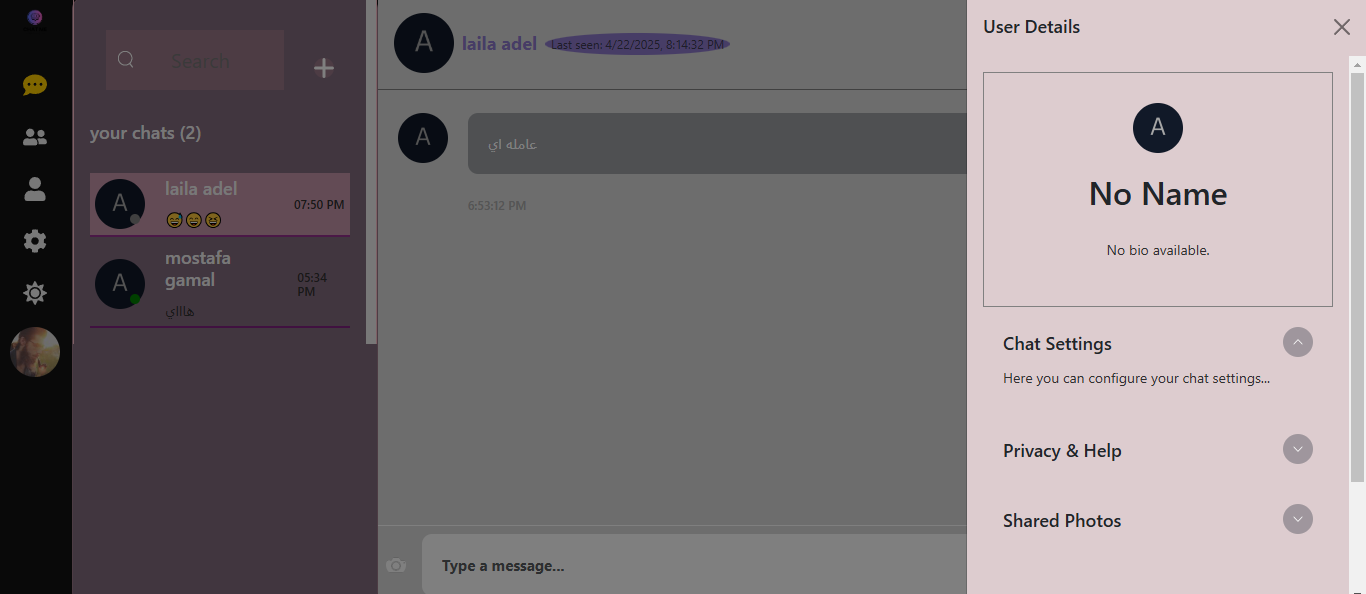 Search
your chats (2)
A
laila adel
😅😄😆
07:50 PM
A
mostafa
gamal
هاااي
05:34
PM
A
laila adel
Last seen: 4/22/2025, 8:14:32 PM
A
عامله اي
6:53:12 PM
Type a message...
User Details
A
No Name
No bio available.
Chat Settings
Here you can configure your chat settings...
Privacy & Help
Shared Photos